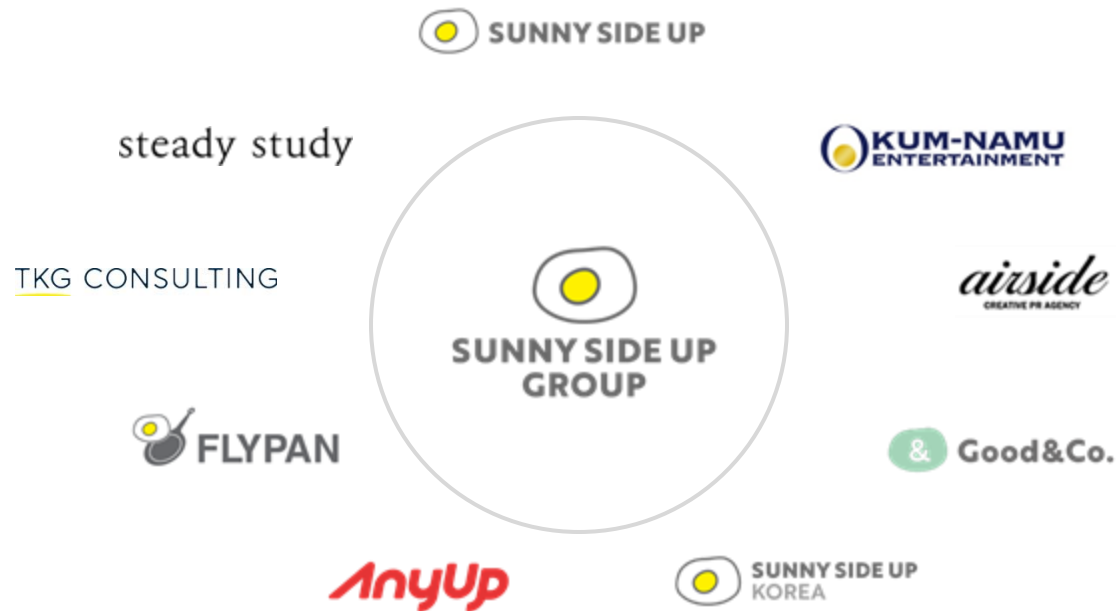 SUNNY SIDE UP
steady study
KUM-NAMU
ENTERTAINMENT
TKG CONSULTING
airside
CREATIVE PR AGENCY
SUNNY SIDE UP
GROUP
FLYPAN
& Good&Co.
AnyUp
SUNNY SIDE UP
KOREA